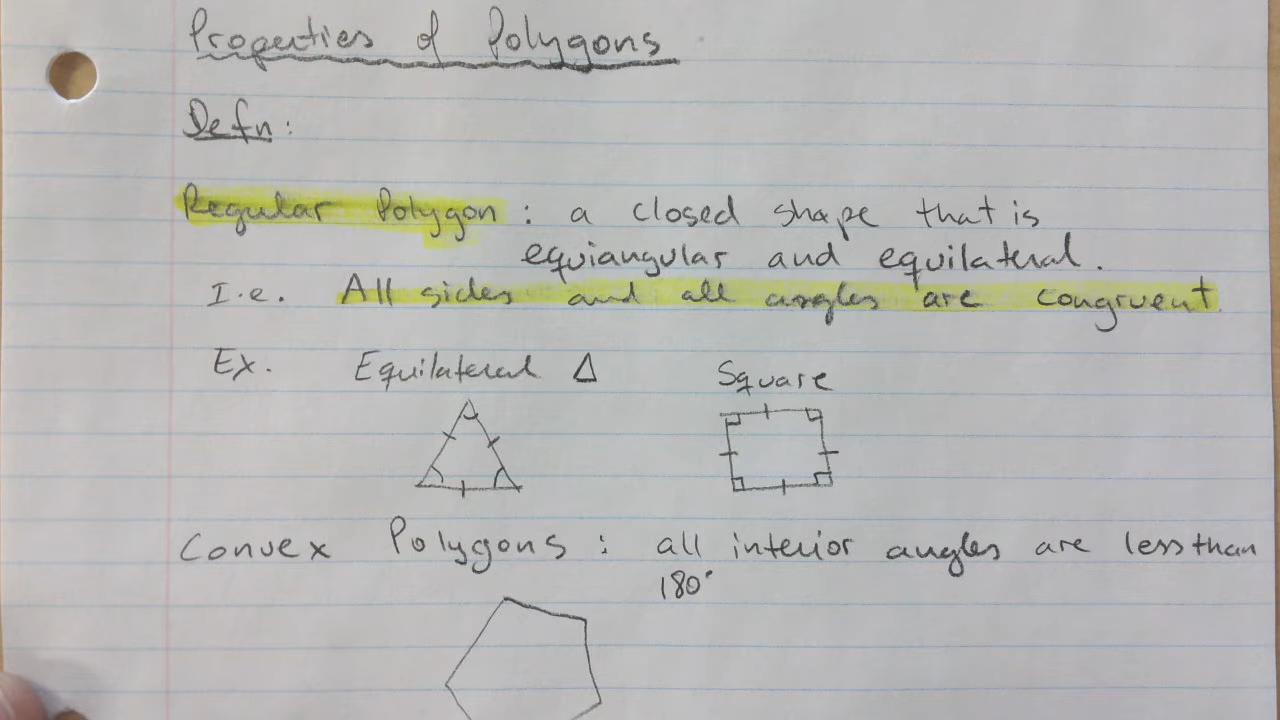 Properties of Polygons
Defn:
Regular Polygon: a closed shape that is
equiangular and equilateral.
I.e. All sides and all angles are congruent
Ex. Equilateral Δ Square
Convex Polygons: all interior angles are less than
180°